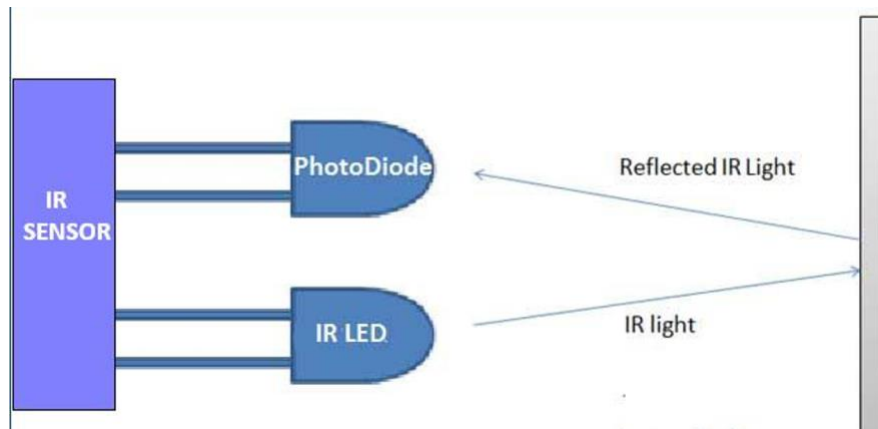 PhotoDiode
Reflected IR Light
IR
SENSOR
IR LED
IR light